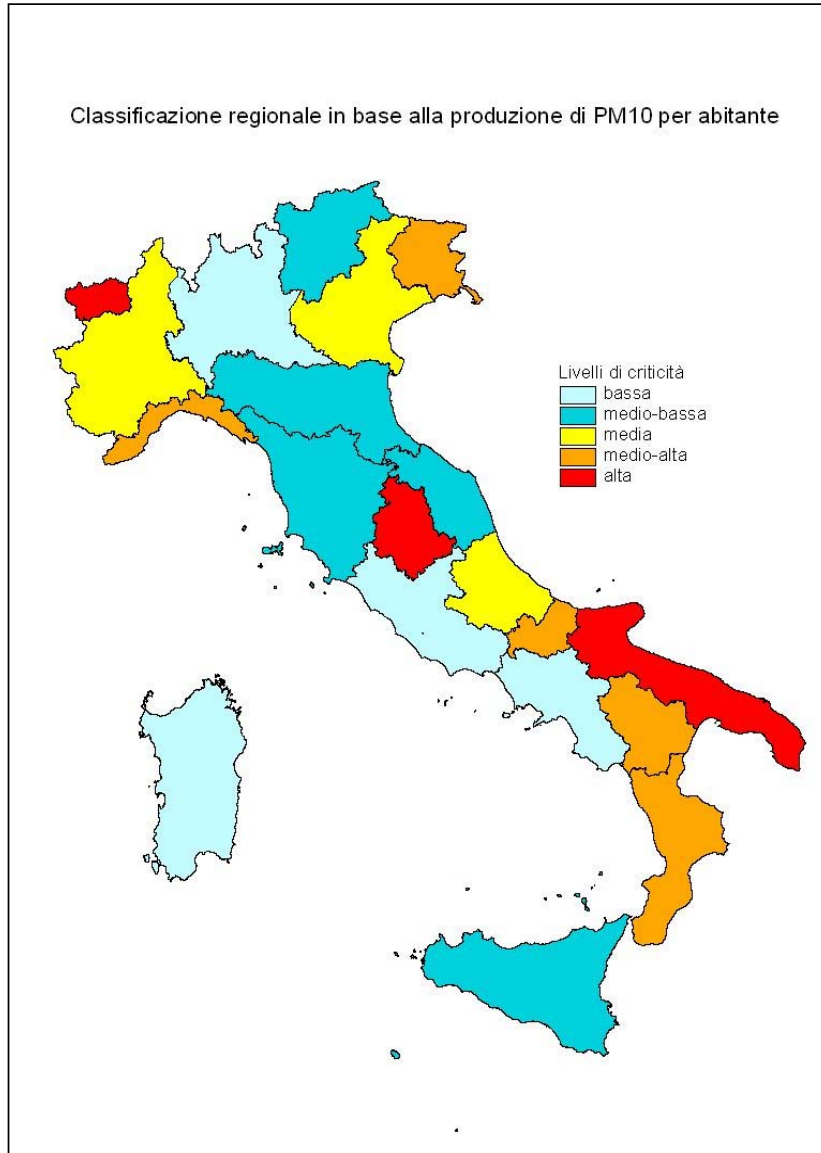 Classificazione regionale in base alla produzione di PM10 per abitante
Livelli di criticità
bassa
medio-bassa
media
medio-alta
alta